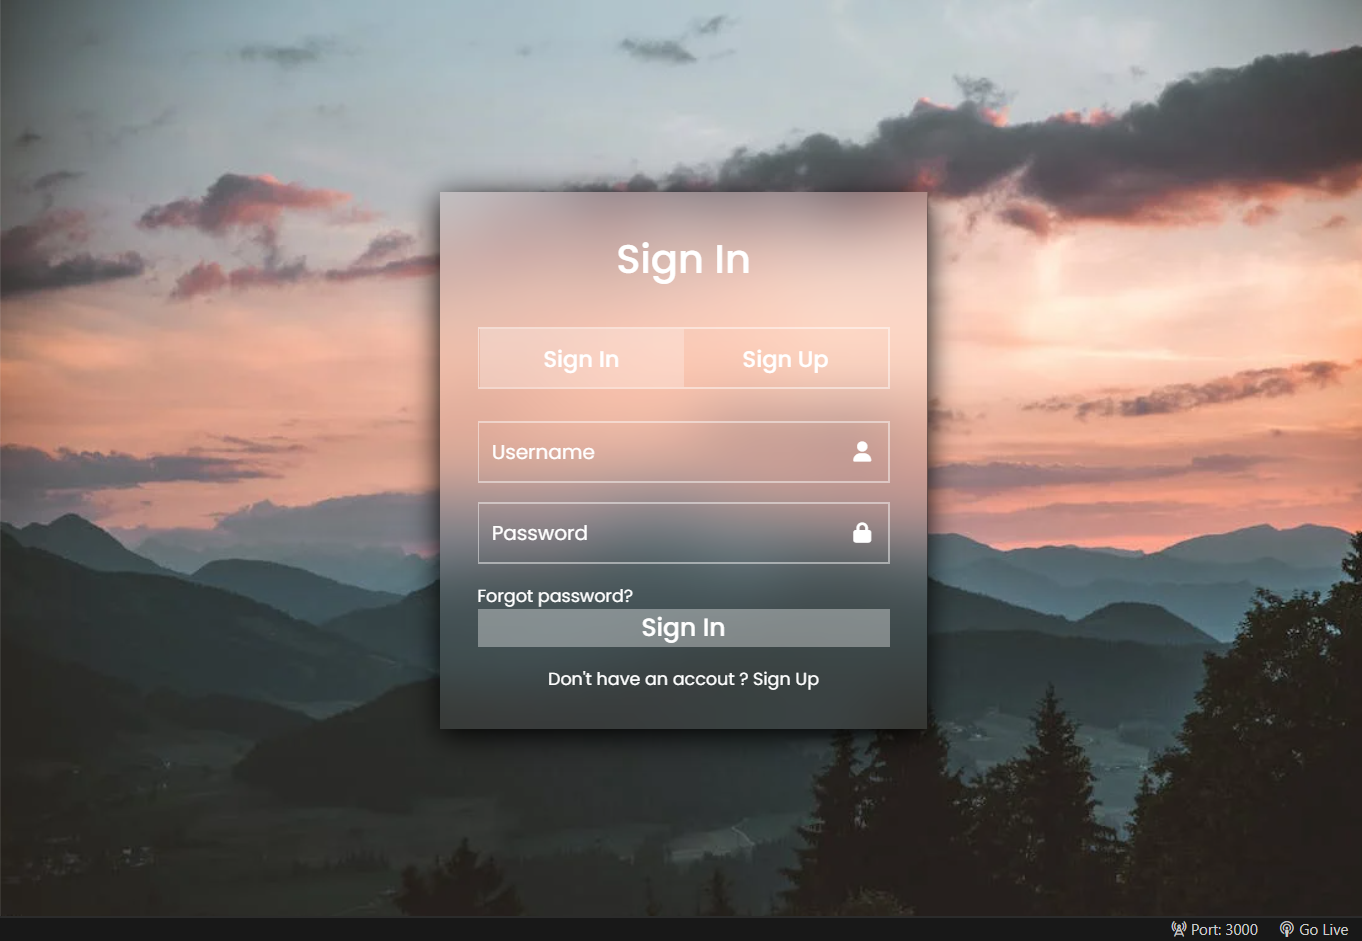 Sign In
Sign In Sign Up
Username
Password
Forgot password?
Sign In
Don't have an accout ? Sign Up
Port: 3000 Go Live